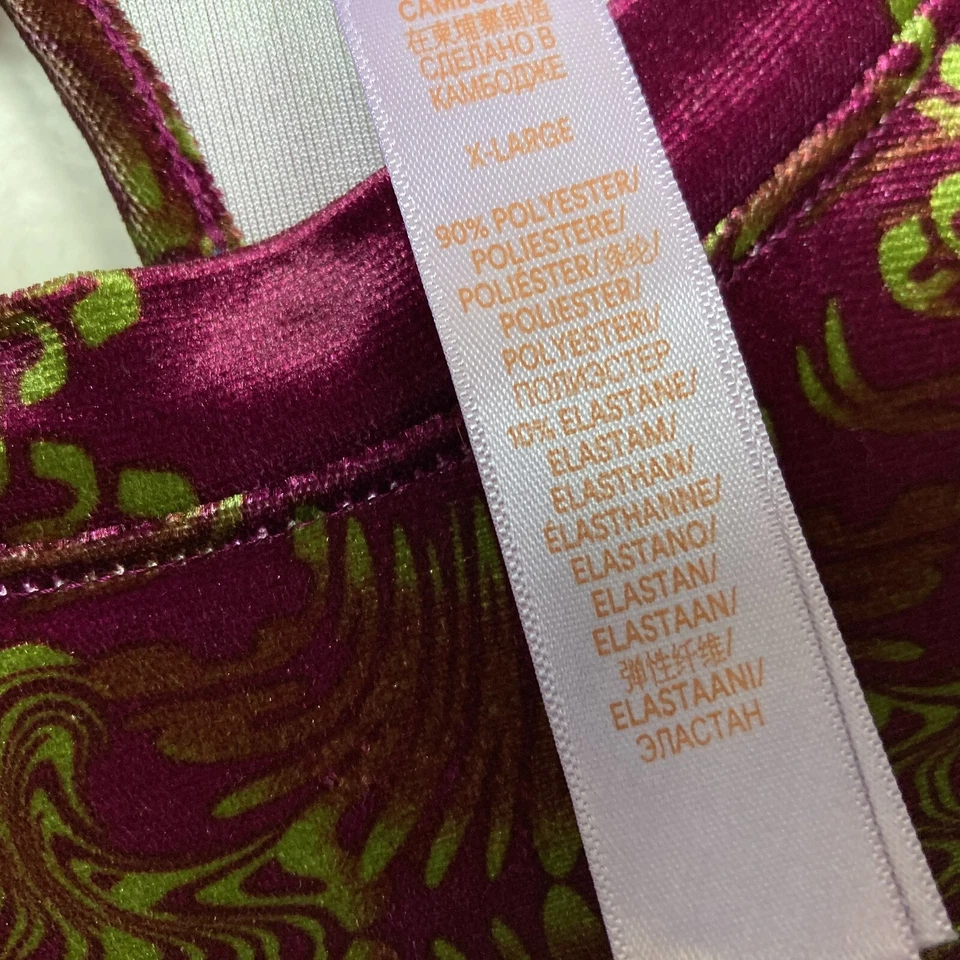 在柬埔寨制造
СДЕЛАНО В
КАМБОДЖЕ
X-LARGE
90% POLYESTER/
POLIESTERE/
POLIÉSTER/涤纶/
POLIESTER/
POLYESTERI/
ПОЛИЭСТЕР
10% ELASTANE/
ELASTAM/
ELASTHAN/
ÉLASTHANNE/
ELASTANO/
ELASTAN/
ELASTAAN/
弹性纤维/
ELASTAANI/
ЭЛАСТАН